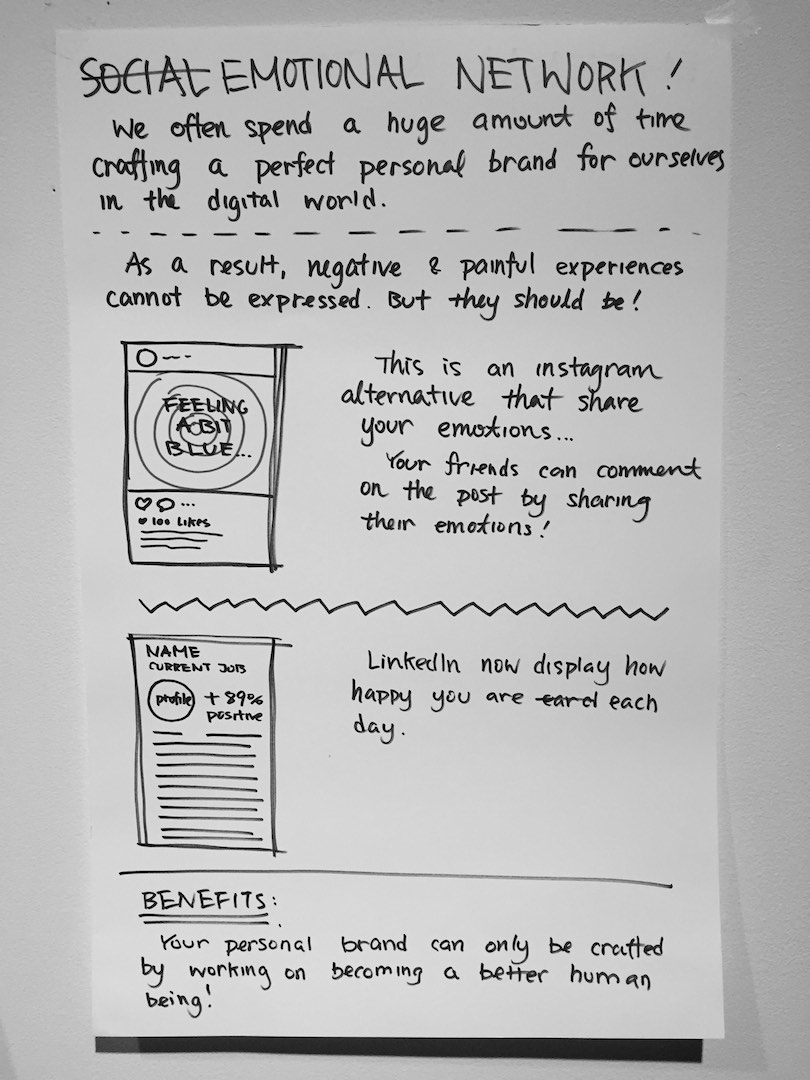 SOCIAL EMOTIONAL NETWORK!
We often spend a huge amount of time
crafting a perfect personal brand for ourselves
in the digital world.
As a result, negative & painful experiences
cannot be expressed. But they should be!
FEELING
A BIT
BLUE...
100 Likes
This is an instagram
alternative that share
your emotions...
Your friends can comment
on the post by sharing
their emotions!
NAME
CURRENT JOB
profile
+89%
positive
LinkedIn now display how
happy you are each
day.
BENEFITS:
Your personal brand can only be crafted
by working on becoming a better human
being!